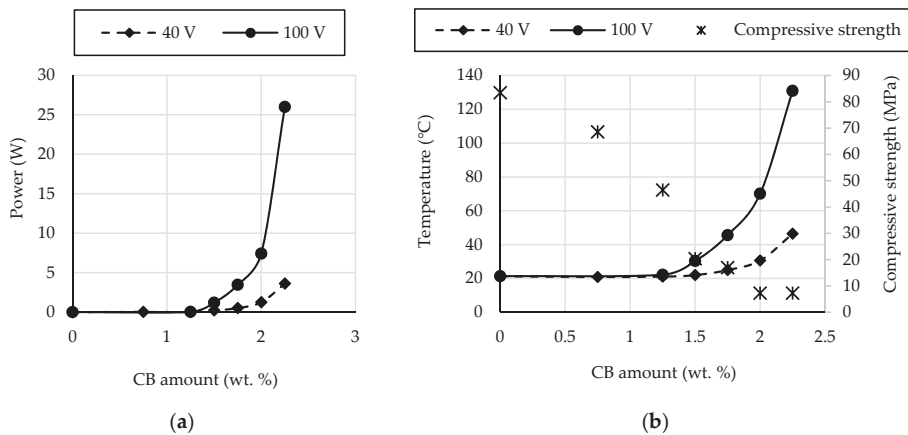 40 V 100 V
30
25
20
15
10
5
0
Power (W)
0 1 2 3
CB amount (wt. %)
(a)
40 V 100 V Compressive strength
140
120
100
80
60
40
20
0
Temperature (°C)
90
80
70
60
50
40
30
20
10
0
Compressive strength (MPa)
0 0.5 1 1.5 2 2.5
CB amount (wt. %)
(b)